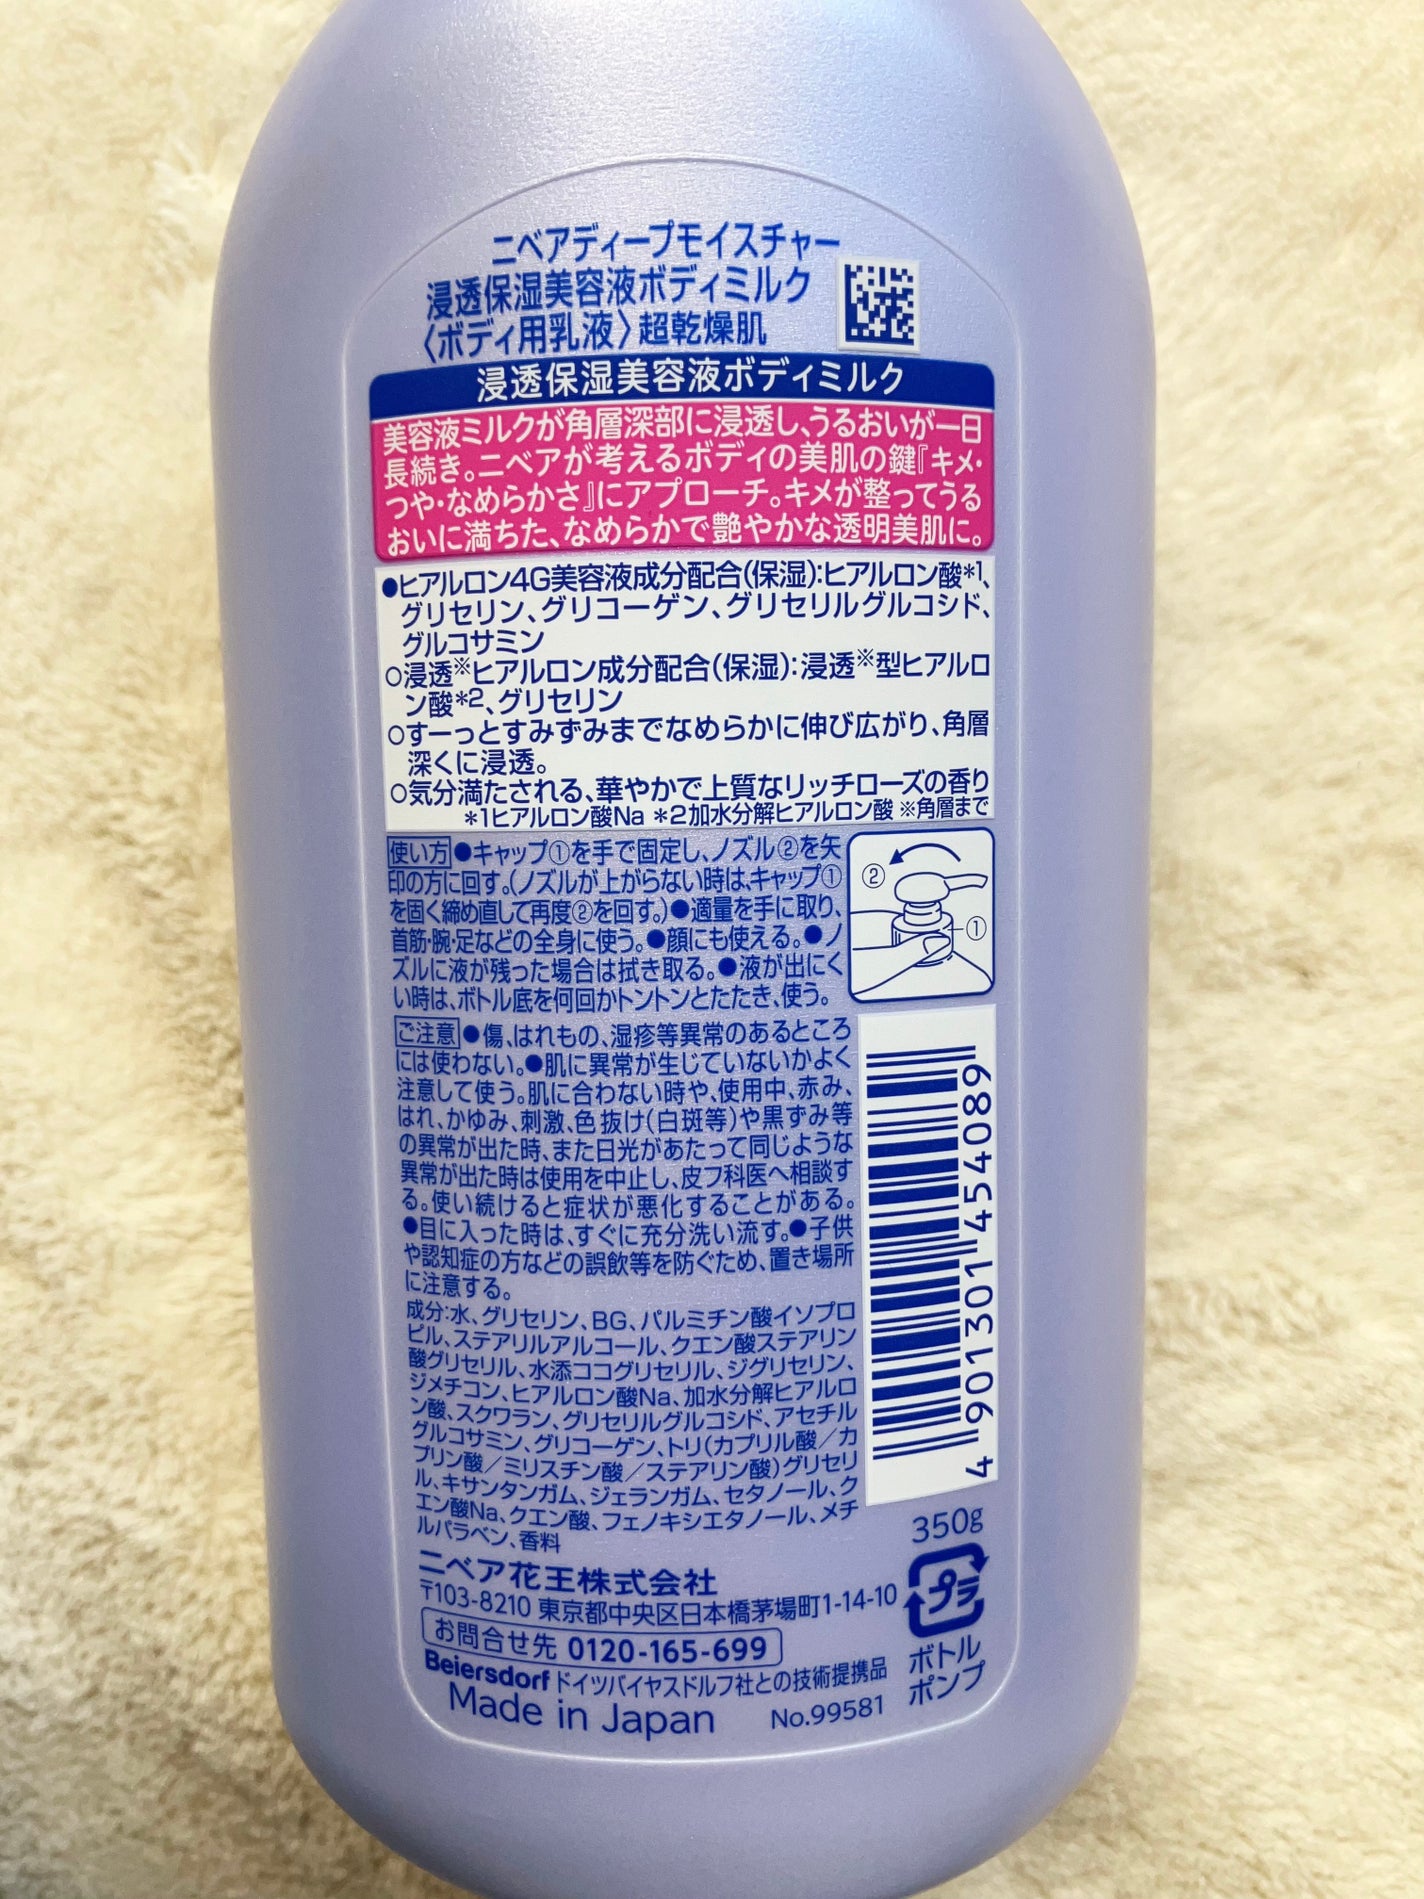 ニベアディープモイスチャー
浸透保湿美容液ボディミルク
〈ボディ用乳液〉超乾燥肌
浸透保湿美容液ボディミルク
美容液ミルクが角層深部に浸透し、うるおいが一日
長続き。ニベアが考えるボディの美肌の鍵『キメ・
つや・なめらかさ』にアプローチ。キメが整ってうる
おいに満ちた、なめらかで艶やかな透明美肌に。
●ヒアルロン4G美容液成分配合(保湿):ヒアルロン酸*1、
グリセリン、グリコーゲン、グリセリルグルコシド、
グルコサミン
○浸透※ヒアルロン成分配合(保湿):浸透※型ヒアルロ
ン酸*2、グリセリン
○すーっとすみずみまでなめらかに伸び広がり、角層
深くに浸透。
○気分満たされる、華やかで上質なリッチローズの香り
*1ヒアルロン酸Na *2加水分解ヒアルロン酸 ※角層まで
使い方 ●キャップ①を手で固定し、ノズル②を矢
印の方に回す。(ノズルが上がらない時は、キャップ①
を固く締め直して再度②を回す。)●適量を手に取り、
首筋・腕・足などの全身に使う。●顔にも使える。●ノ
ズルに液が残った場合は拭き取る。●液が出にく
い時は、ボトル底を何回かトントンとたたき、使う。
②
①
ご注意 ●傷、はれもの、湿疹等異常のあるところ
には使わない。●肌に異常が生じていないかよく
注意して使う。肌に合わない時や、使用中、赤み、
はれ、かゆみ、刺激、色抜け(白斑等)や黒ずみ等
の異常が出た時、また日光があたって同じような
異常が出た時は使用を中止し、皮フ科医へ相談す
る。使い続けると症状が悪化することがある。
●目に入った時は、すぐに充分洗い流す。●子供
や認知症の方などの誤飲等を防ぐため、置き場所
に注意する。
成分:水、グリセリン、BG、パルミチン酸イソプロ
ピル、ステアリルアルコール、クエン酸ステアリン
酸グリセリル、水添ココグリセリル、ジグリセリン、
ジメチコン、ヒアルロン酸Na、加水分解ヒアルロ
ン酸、スクワラン、グリセリルグルコシド、アセチル
グルコサミン、グリコーゲン、トリ(カプリル酸/カ
プリン酸/ミリスチン酸/ステアリン酸)グリセリ
ル、キサンタンガム、ジェランガム、セタノール、ク
エン酸Na、クエン酸、フェノキシエタノール、メチ
ルパラベン、香料
4 901301 454089
350g
ニベア花王株式会社
〒103-8210 東京都中央区日本橋茅場町1-14-10
お問合せ先 0120-165-699
Beiersdorf ドイツバイヤスドルフ社との技術提携品
Made in Japan
No.99581
プラ
ボトル
ポンプ